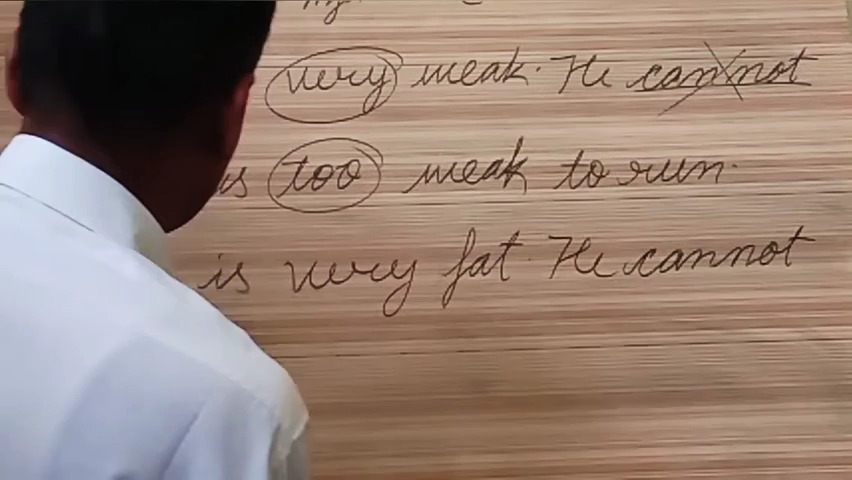 very weak. He cannot
is too weak to run.
is very fat. He cannot